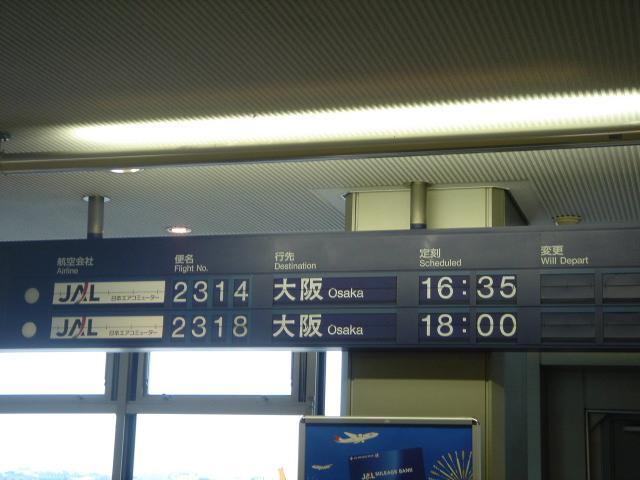 航空会社 便名 行先 定刻 変更
Airline Flight No. Destination Scheduled Will Depart
JAL 日本エアコミューター 2314 大阪 Osaka 16:35
JAL 日本エアコミューター 2318 大阪 Osaka 18:00
JAL MILEAGE BANK